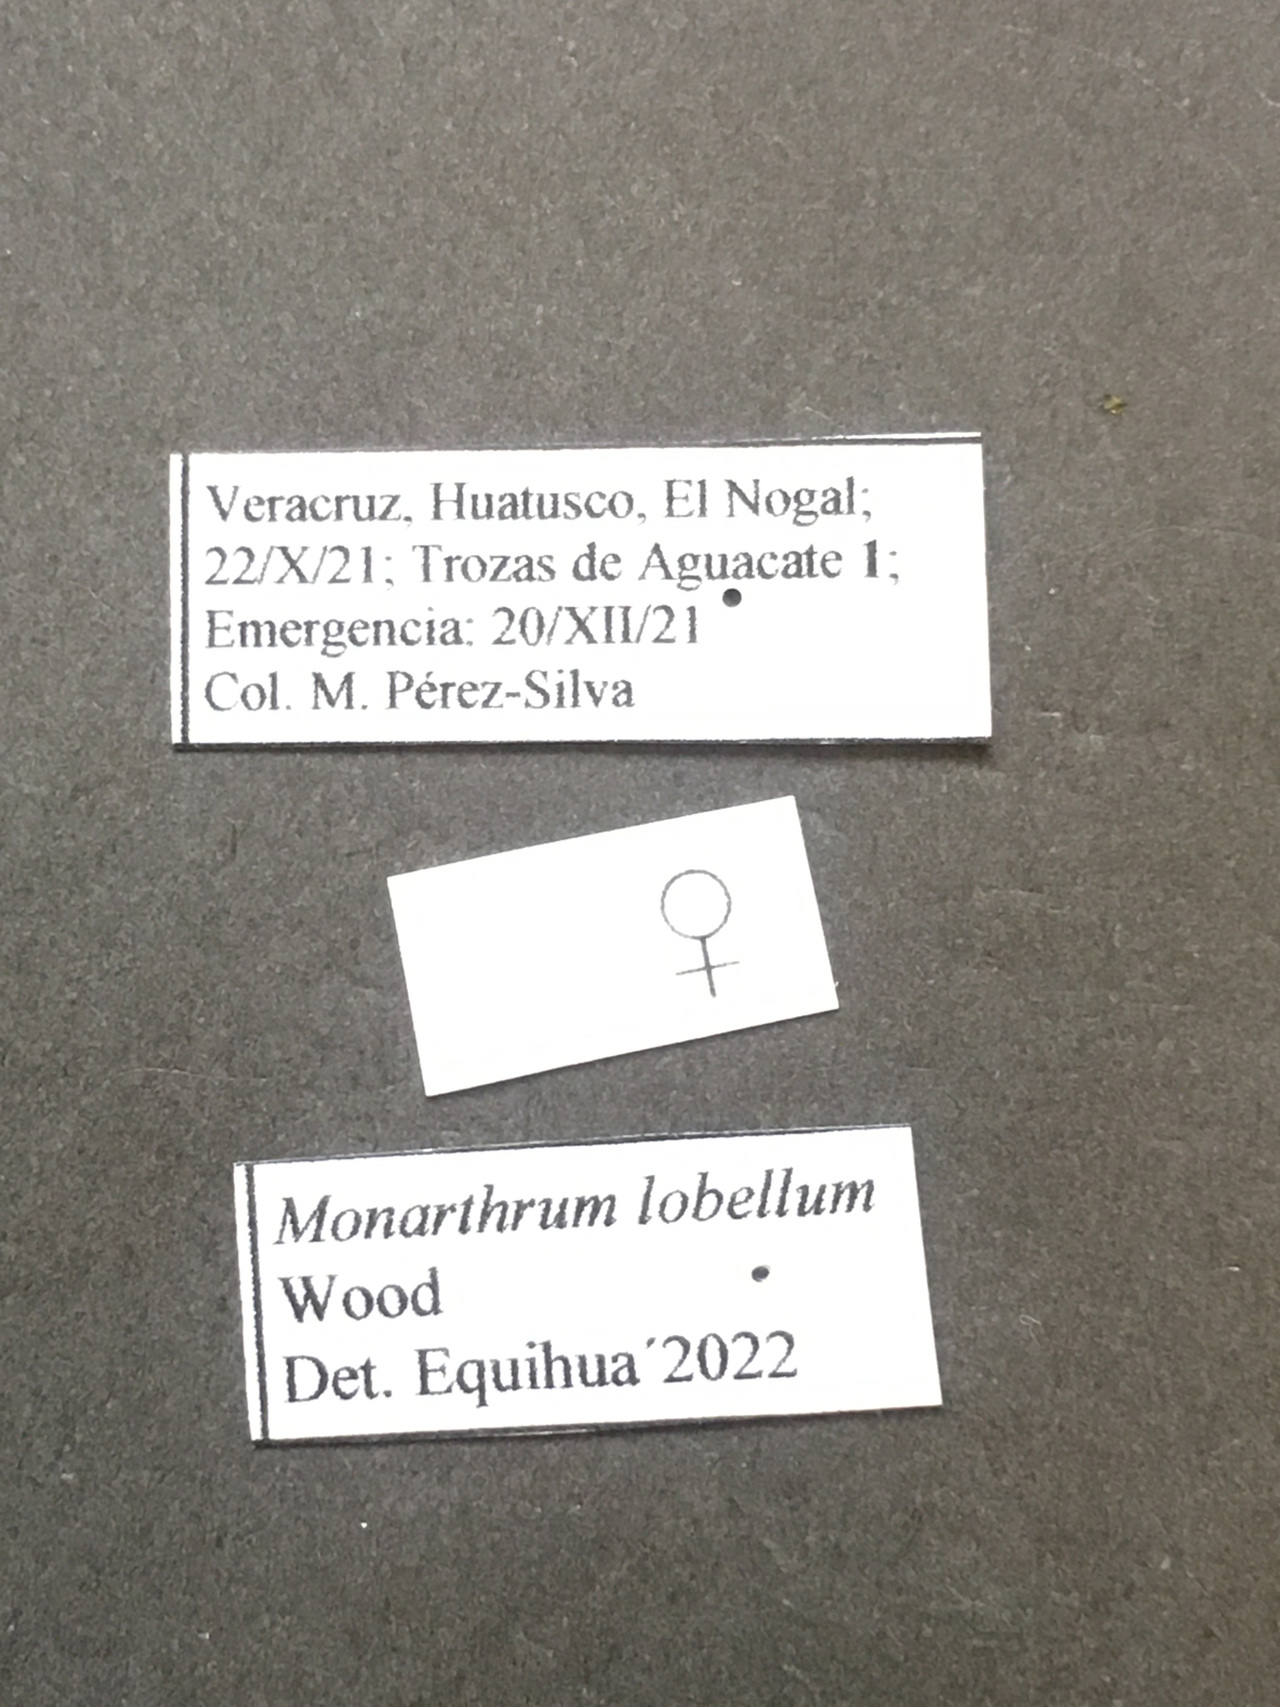 Veracruz, Huatusco, El Nogal;
22/X/21; Trozas de Aguacate 1;
Emergencia: 20/XII/21
Col. M. Pérez-Silva
♀
Monarthrum lobellum
Wood
Det. Equihua´2022